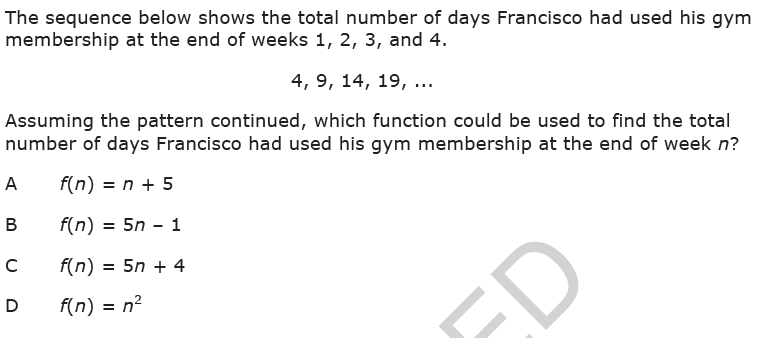 The sequence below shows the total number of days Francisco had used his gym
membership at the end of weeks 1, 2, 3, and 4.
4, 9, 14, 19, ...
Assuming the pattern continued, which function could be used to find the total
number of days Francisco had used his gym membership at the end of week n?
A f(n) = n + 5
B f(n) = 5n – 1
C f(n) = 5n + 4
D f(n) = n²
ED